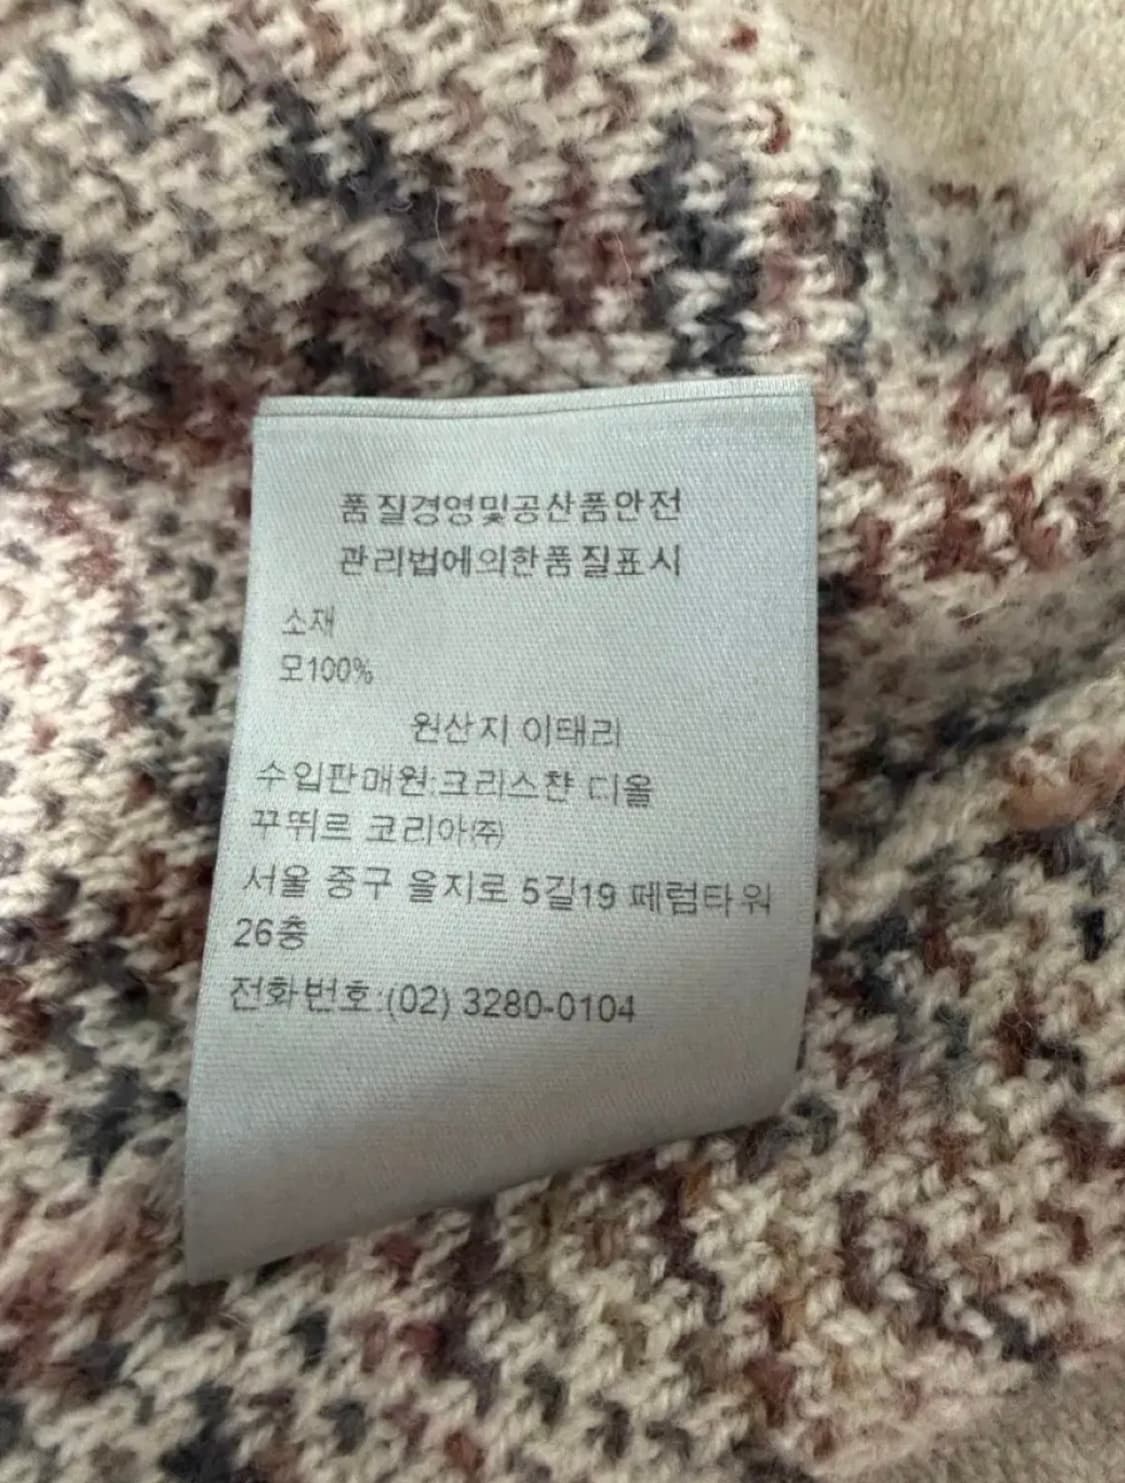 품질경영및공산품안전
관리법에의한품질표시
소재
모100%
원산지 이태리
수입판매원:크리스챤 디올
꾸뛰르 코리아㈜
서울 중구 을지로 5길19 페럼타워
26층
전화번호:(02) 3280-0104